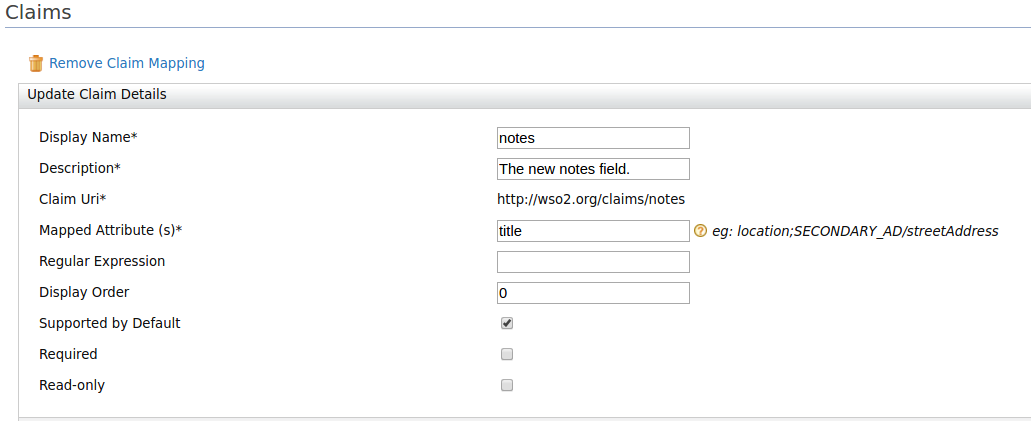 Claims
Remove Claim Mapping
Update Claim Details
Display Name* notes
Description* The new notes field.
Claim Uri* http://wso2.org/claims/notes
Mapped Attribute (s)* title ? eg: location;SECONDARY_AD/streetAddress
Regular Expression
Display Order 0
Supported by Default
Required
Read-only